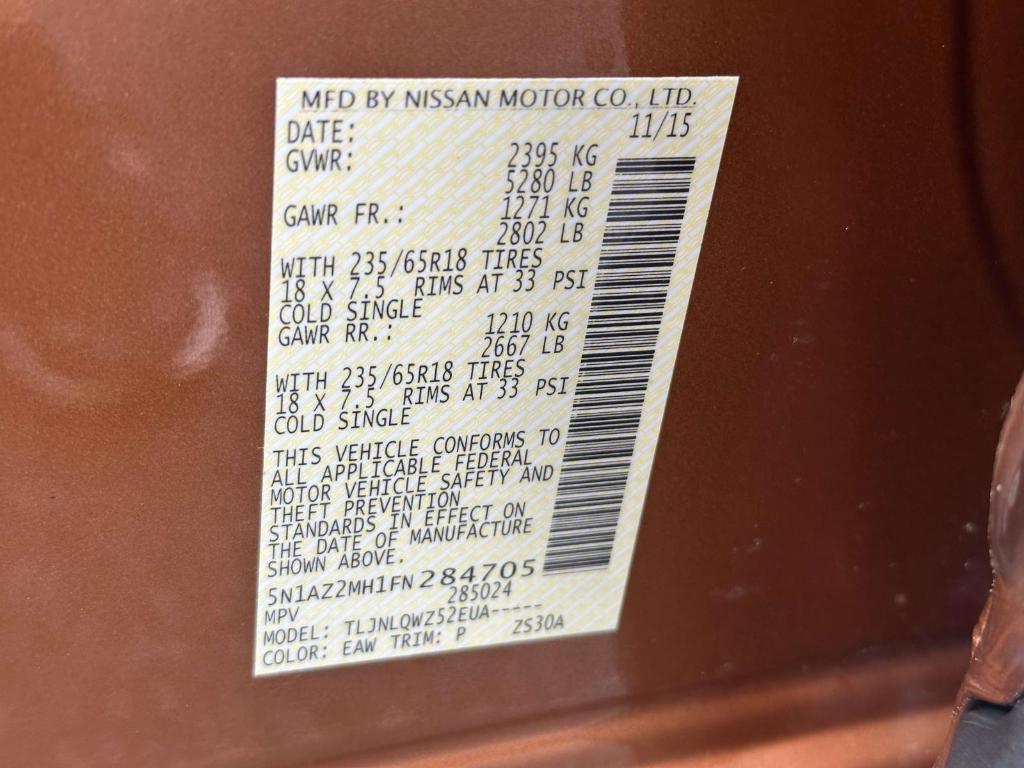 MFD BY NISSAN MOTOR CO., LTD.
DATE: 11/15
GVWR: 2395 KG
5280 LB
GAWR FR.: 1271 KG
2802 LB
WITH 235/65R18 TIRES
18 X 7.5 RIMS AT 33 PSI
COLD SINGLE
GAWR RR.: 1210 KG
2667 LB
WITH 235/65R18 TIRES
18 X 7.5 RIMS AT 33 PSI
COLD SINGLE
THIS VEHICLE CONFORMS TO
ALL APPLICABLE FEDERAL
MOTOR VEHICLE SAFETY AND
THEFT PREVENTION
STANDARDS IN EFFECT ON
THE DATE OF MANUFACTURE
SHOWN ABOVE.
5N1AZ2MH1FN284705
MPV 285024
MODEL: TLJNLQWZ52EUA-----
COLOR: EAW TRIM: P ZS30A